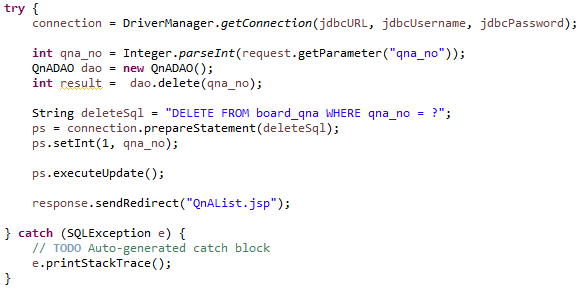 try {
    connection = DriverManager.getConnection(jdbcURL, jdbcUsername, jdbcPassword);

    int qna_no = Integer.parseInt(request.getParameter("qna_no"));
    QnADAO dao = new QnADAO();
    int result =  dao.delete(qna_no);

    String deleteSql = "DELETE FROM board_qna WHERE qna_no = ?";
    ps = connection.prepareStatement(deleteSql);
    ps.setInt(1, qna_no);

    ps.executeUpdate();

    response.sendRedirect("QnAList.jsp");

} catch (SQLException e) {
    // TODO Auto-generated catch block
    e.printStackTrace();
}